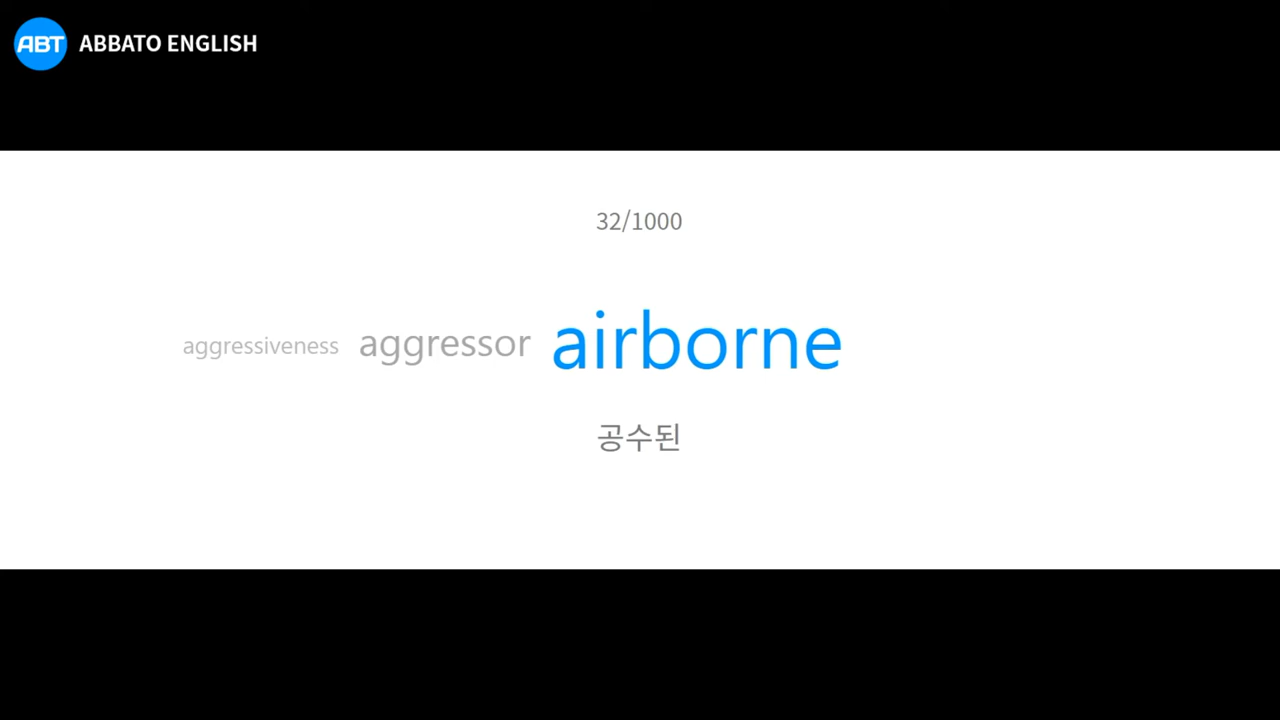 ABT ABBATO ENGLISH
32/1000
aggressiveness aggressor airborne
공수된